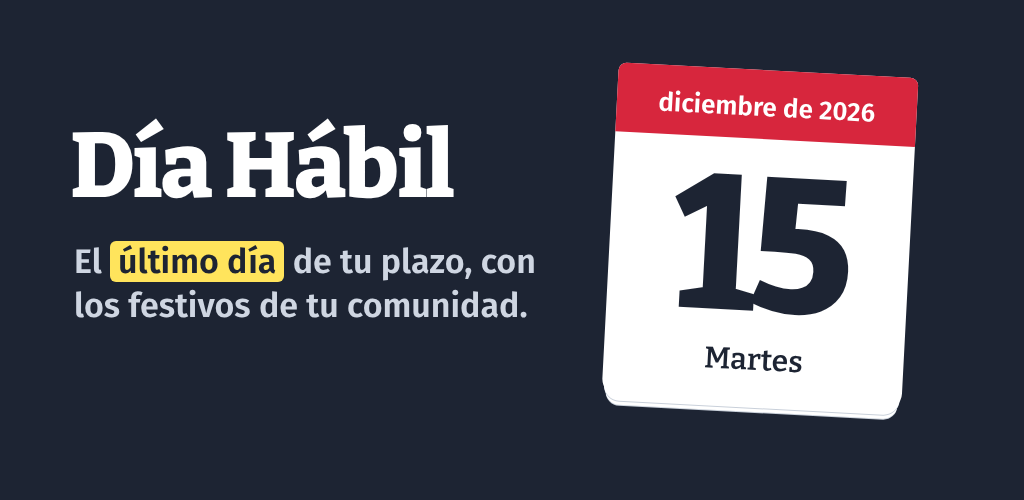 Día Hábil
El último día de tu plazo, con
los festivos de tu comunidad.
diciembre de 2026
15
Martes